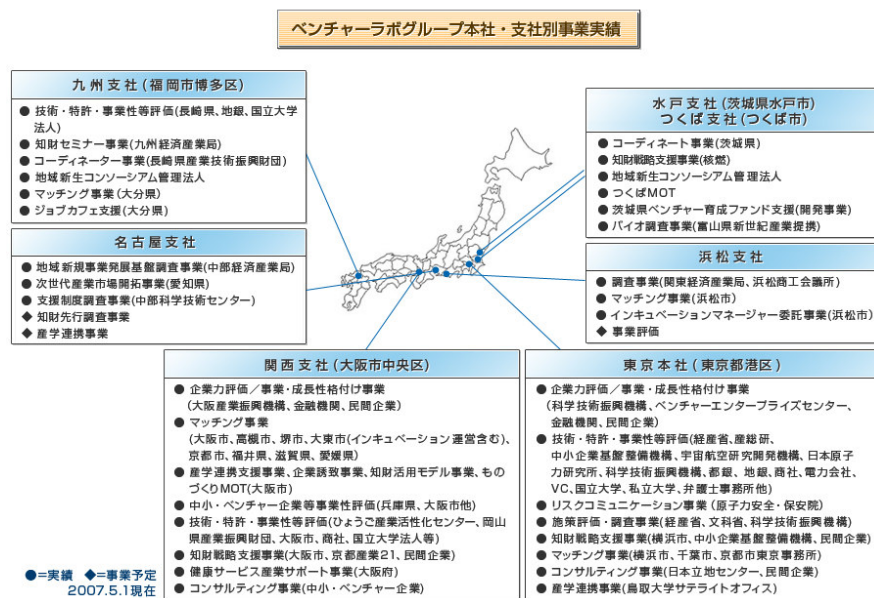 ベンチャーラボグループ本社・支社別事業実績
九州支社(福岡市博多区)
● 技術・特許・事業性等評価(長崎県、地銀、国立大学
法人)
● 知財セミナー事業(九州経済産業局)
● コーディネーター事業(長崎県産業技術振興財団)
● 地域新生コンソーシアム管理法人
● マッチング事業(大分県)
● ジョブカフェ支援(大分県)
名古屋支社
● 地域新規事業発展基盤調査事業(中部経済産業局)
● 次世代産業市場開拓事業(愛知県)
● 支援制度調査事業(中部科学技術センター)
◆ 知財先行調査事業
◆ 産学連携事業
水戸支社(茨城県水戸市)
つくば支社(つくば市)
● コーディネート事業(茨城県)
● 知財戦略支援事業(核燃)
● 地域新生コンソーシアム管理法人
● つくばMOT
● 茨城県ベンチャー育成ファンド支援(開発事業)
● バイオ調査事業(富山県新世紀産業提携)
浜松支社
● 調査事業(関東経済産業局、浜松商工会議所)
● マッチング事業(浜松市)
● インキュベーションマネージャー委託事業(浜松市)
◆ 事業評価
関西支社(大阪市中央区)
● 企業力評価／事業・成長性格付け事業
(大阪産業振興機構、金融機関、民間企業)
● マッチング事業
(大阪市、高槻市、堺市、大東市(インキュベーション運営含む)、
京都市、福井県、滋賀県、愛媛県)
● 産学連携支援事業、企業誘致事業、知財活用モデル事業、もの
づくりMOT(大阪市)
● 中小・ベンチャー企業等事業性評価(兵庫県、大阪市他)
● 技術・特許・事業性等評価(ひょうご産業活性化センター、岡山
県産業振興財団、大阪市、商社、国立大学法人等)
● 知財戦略支援事業(大阪市、京都産業21、民間企業)
● 健康サービス産業サポート事業(大阪府)
● コンサルティング事業(中小・ベンチャー企業)
東京本社(東京都港区)
● 企業力評価／事業・成長性格付け事業
(科学技術振興機構、ベンチャーエンタープライズセンター、
金融機関、民間企業)
● 技術・特許・事業性等評価(経産省、産総研、
中小企業基盤整備機構、宇宙航空研究開発機構、日本原子
力研究所、科学技術振興機構、都銀、地銀、商社、電力会社、
VC、国立大学、私立大学、弁護士事務所他)
● リスクコミュニケーション事業(原子力安全・保安院)
● 施策評価・調査事業(経産省、文科省、科学技術振興機構)
● 知財戦略支援事業(横浜市、中小企業基盤整備機構、民間企業)
● マッチング事業(横浜市、千葉市、京都市東京事務所)
● コンサルティング事業(日本立地センター、民間企業)
● 産学連携事業(鳥取大学サテライトオフィス)
●=実績 ◆=事業予定
2007.5.1現在